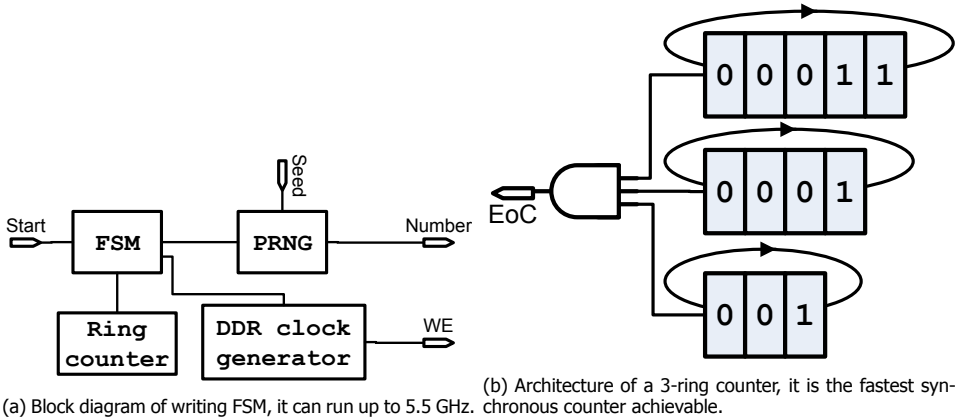 Start
FSM
Seed
PRNG
Number
Ring
counter
DDR clock
generator
WE
(a) Block diagram of writing FSM, it can run up to 5.5 GHz.
0 0 0 1 1
0 0 0 1
EoC
0 0 1
(b) Architecture of a 3-ring counter, it is the fastest syn-
chronous counter achievable.